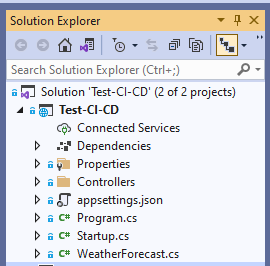 Solution Explorer
Search Solution Explorer (Ctrl+;)
Solution 'Test-CI-CD' (2 of 2 projects)
Test-CI-CD
Connected Services
Dependencies
Properties
Controllers
appsettings.json
C# Program.cs
C# Startup.cs
C# WeatherForecast.cs